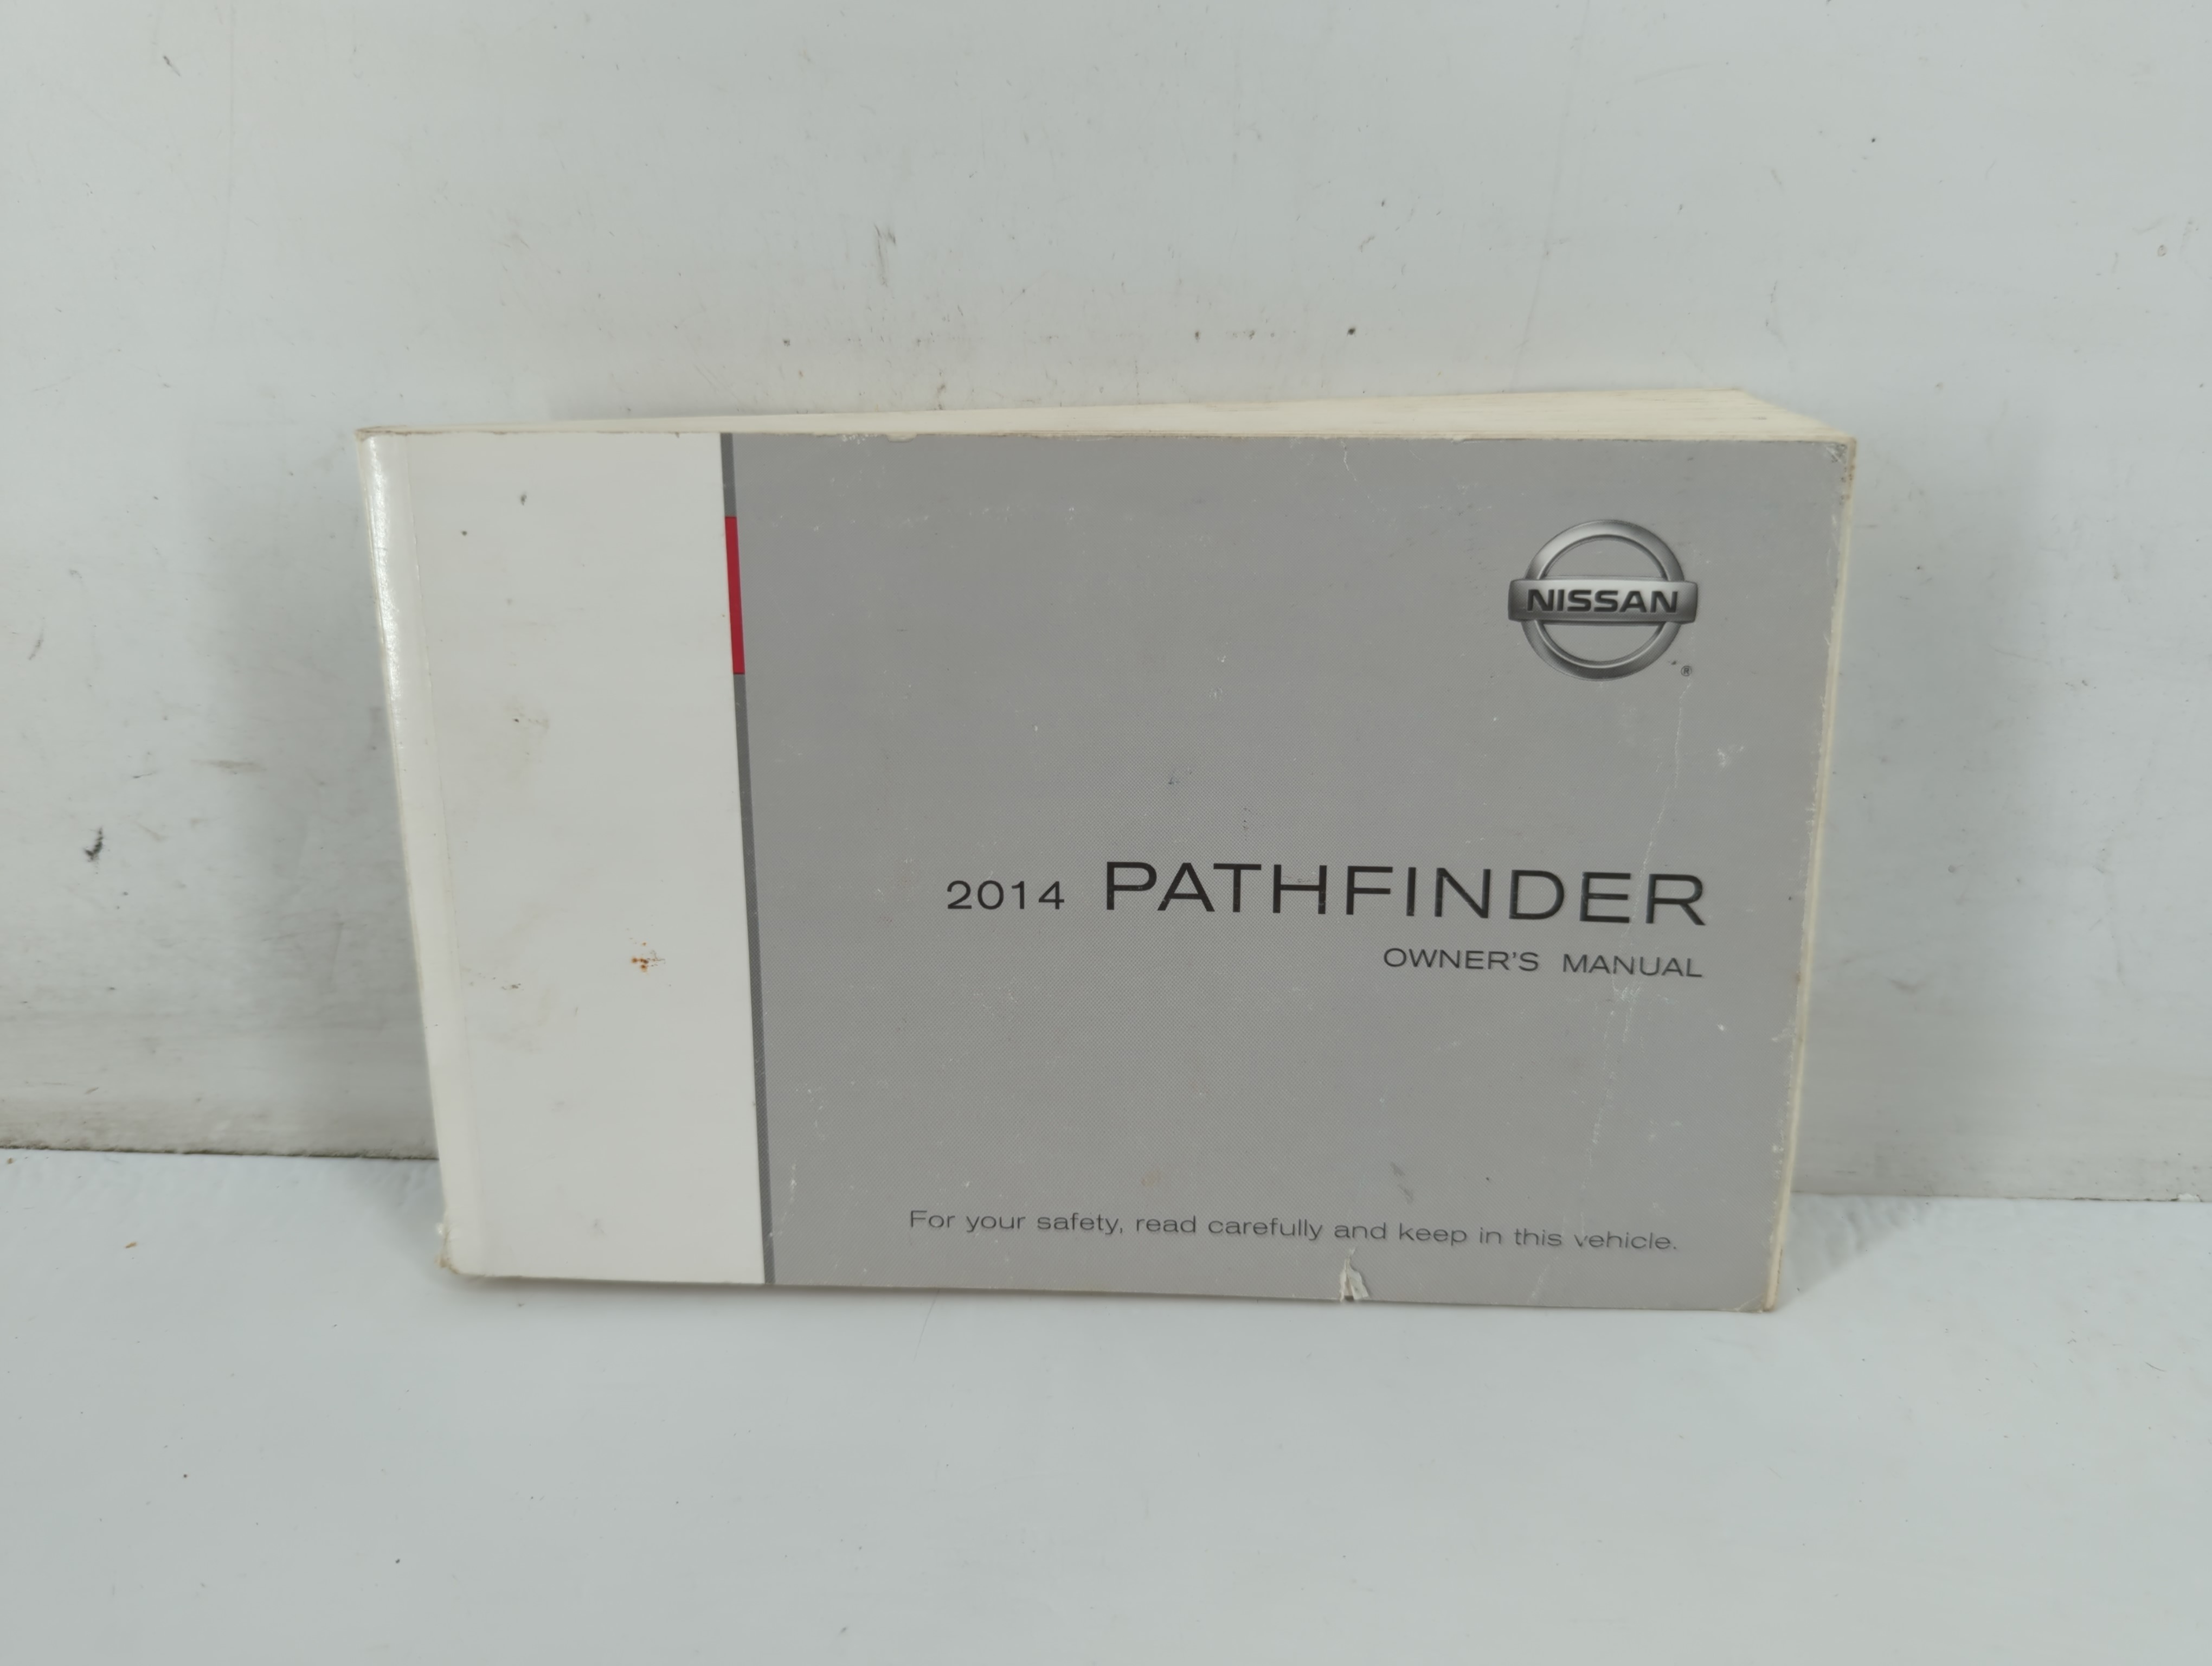 NISSAN
®
2014 PATHFINDER
OWNER'S MANUAL
For your safety, read carefully and keep in this vehicle.